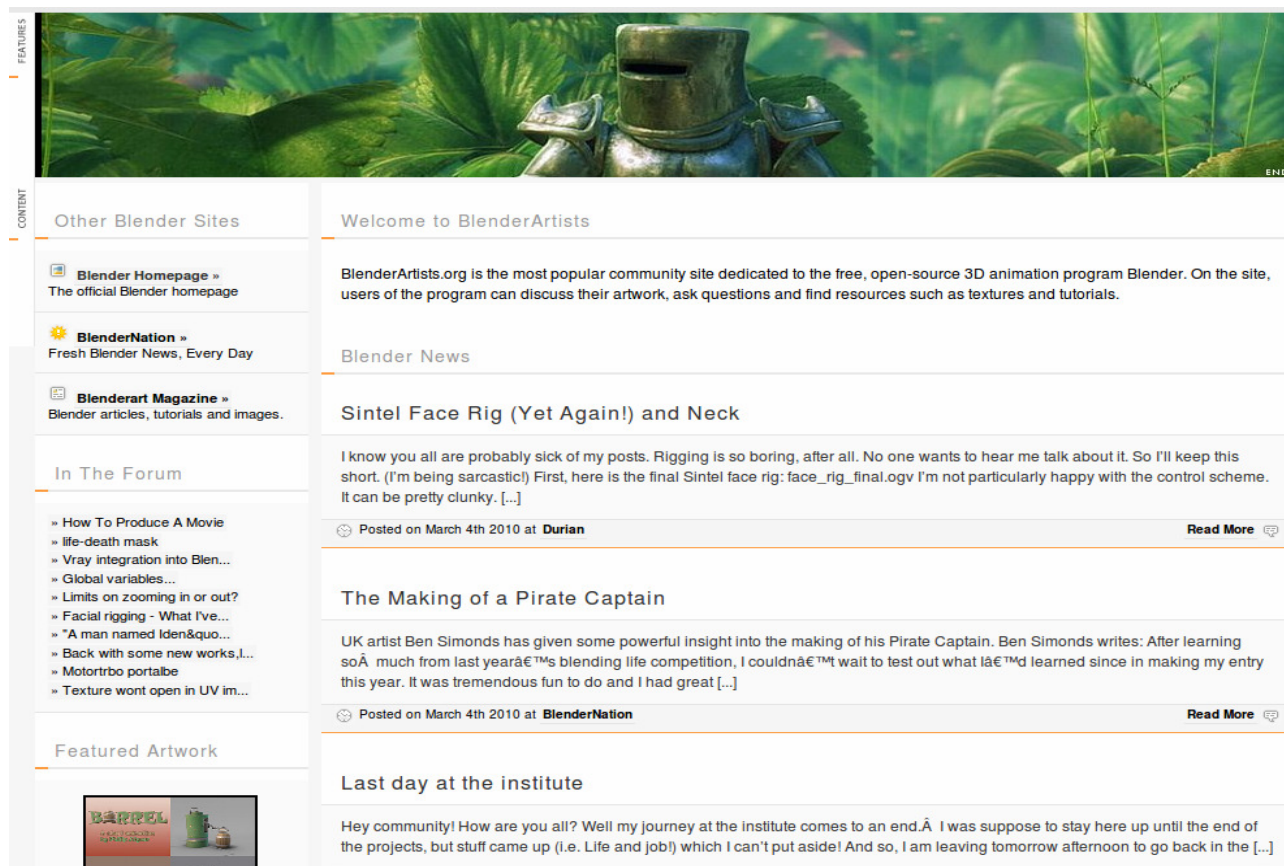 FEATURES
END
CONTENT
Other Blender Sites
Blender Homepage »
The official Blender homepage
BlenderNation »
Fresh Blender News, Every Day
Blenderart Magazine »
Blender articles, tutorials and images.
In The Forum
» How To Produce A Movie
» life-death mask
» Vray integration into Blen...
» Global variables...
» Limits on zooming in or out?
» Facial rigging - What I've...
» "A man named Iden&quo...
» Back with some new works,I...
» Motortrbo portalbe
» Texture wont open in UV im...
Featured Artwork
BARREL
Welcome to BlenderArtists
BlenderArtists.org is the most popular community site dedicated to the free, open-source 3D animation program Blender. On the site,
users of the program can discuss their artwork, ask questions and find resources such as textures and tutorials.
Blender News
Sintel Face Rig (Yet Again!) and Neck
I know you all are probably sick of my posts. Rigging is so boring, after all. No one wants to hear me talk about it. So I'll keep this
short. (I'm being sarcastic!) First, here is the final Sintel face rig: face_rig_final.ogv I'm not particularly happy with the control scheme.
It can be pretty clunky. [...]
Posted on March 4th 2010 at Durian
Read More
The Making of a Pirate Captain
UK artist Ben Simonds has given some powerful insight into the making of his Pirate Captain. Ben Simonds writes: After learning
soÂ much from last yearâ€™s blending life competition, I couldnâ€™t wait to test out what Iâ€™d learned since in making my entry
this year. It was tremendous fun to do and I had great [...]
Posted on March 4th 2010 at BlenderNation
Read More
Last day at the institute
Hey community! How are you all? Well my journey at the institute comes to an end.Â I was suppose to stay here up until the end of
the projects, but stuff came up (i.e. Life and job!) which I can't put aside! And so, I am leaving tomorrow afternoon to go back in the [...]